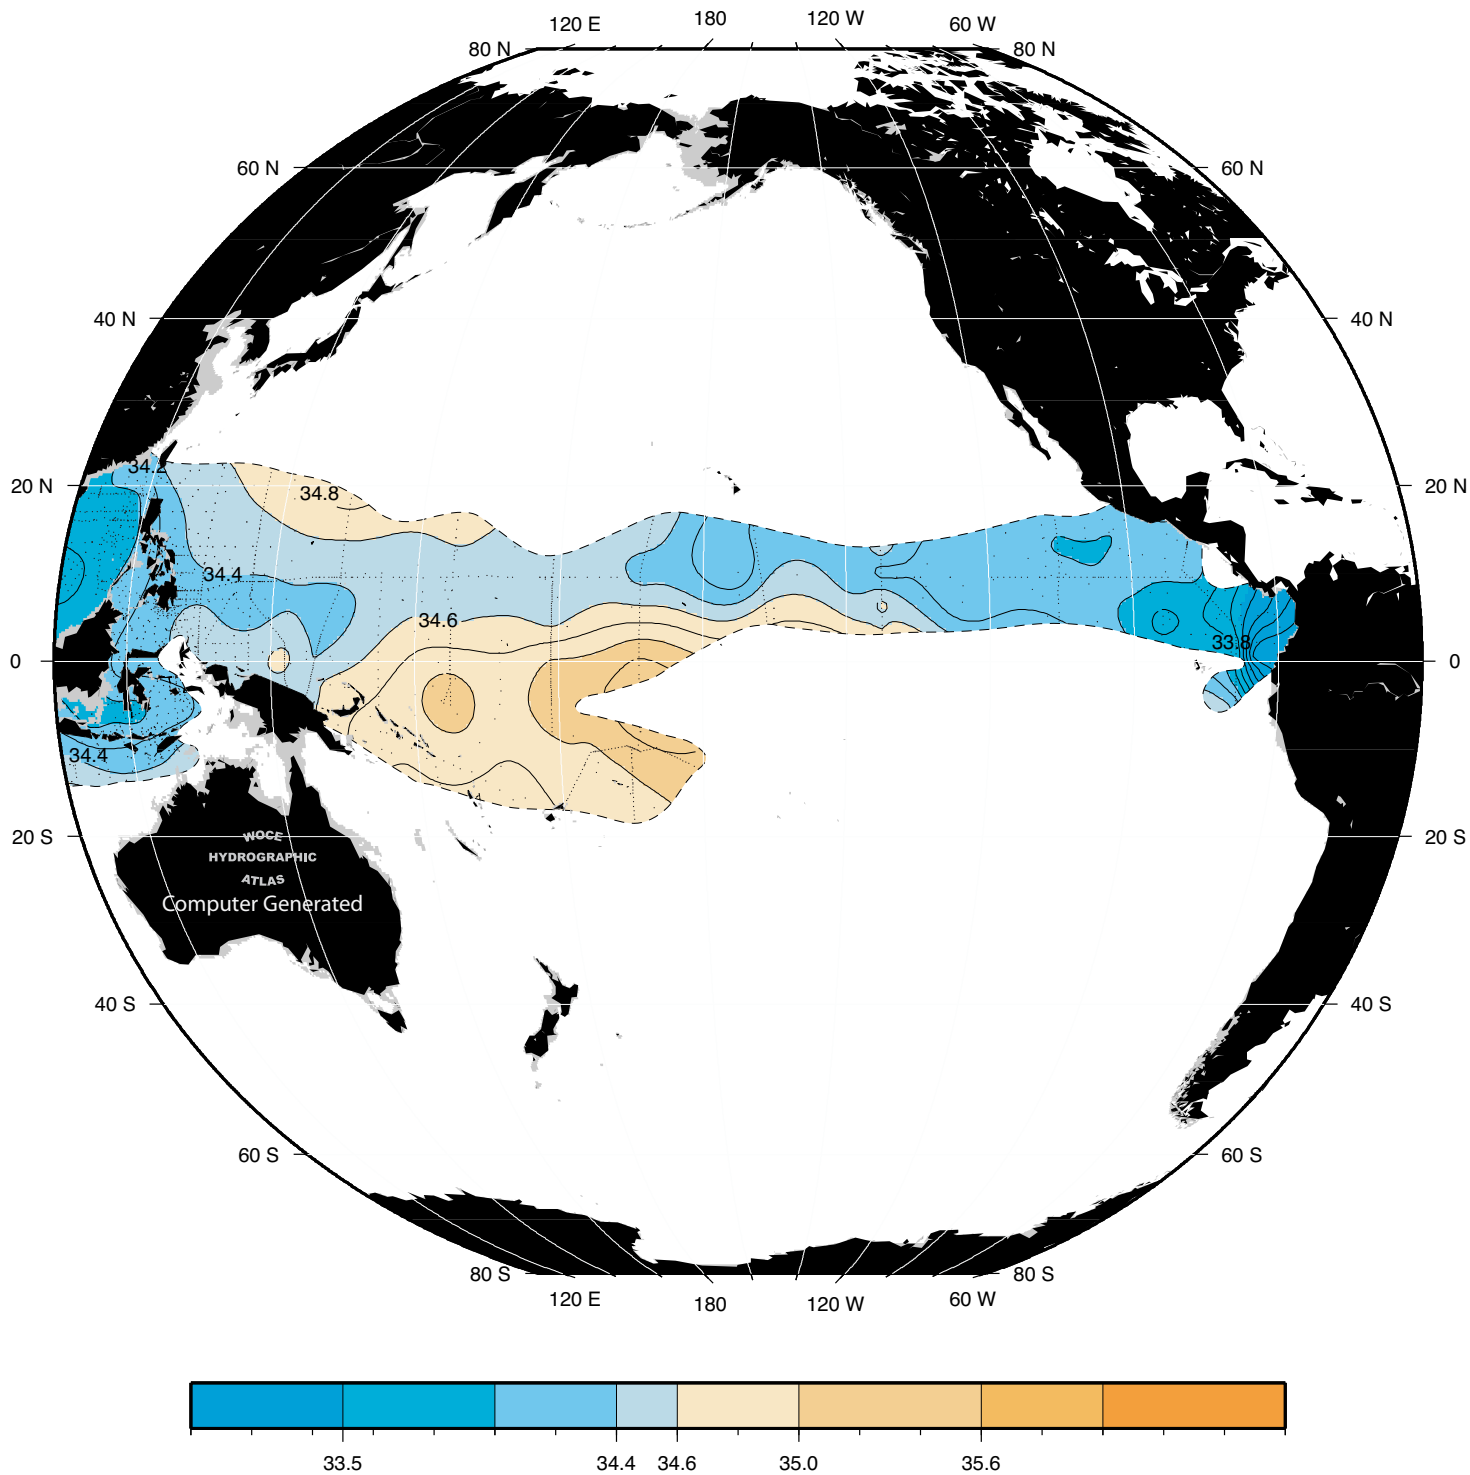 120 E 180 120 W 60 W
80 N 80 N
60 N 60 N
40 N 40 N
34.2
20 N 20 N
34.8
34.4
34.6
33.8
0 0
34.4
20 S 20 S
WOCE
HYDROGRAPHIC
ATLAS
Computer Generated
40 S 40 S
60 S 60 S
80 S 80 S
120 E 180 120 W 60 W
33.5 34.4 34.6 35.0 35.6